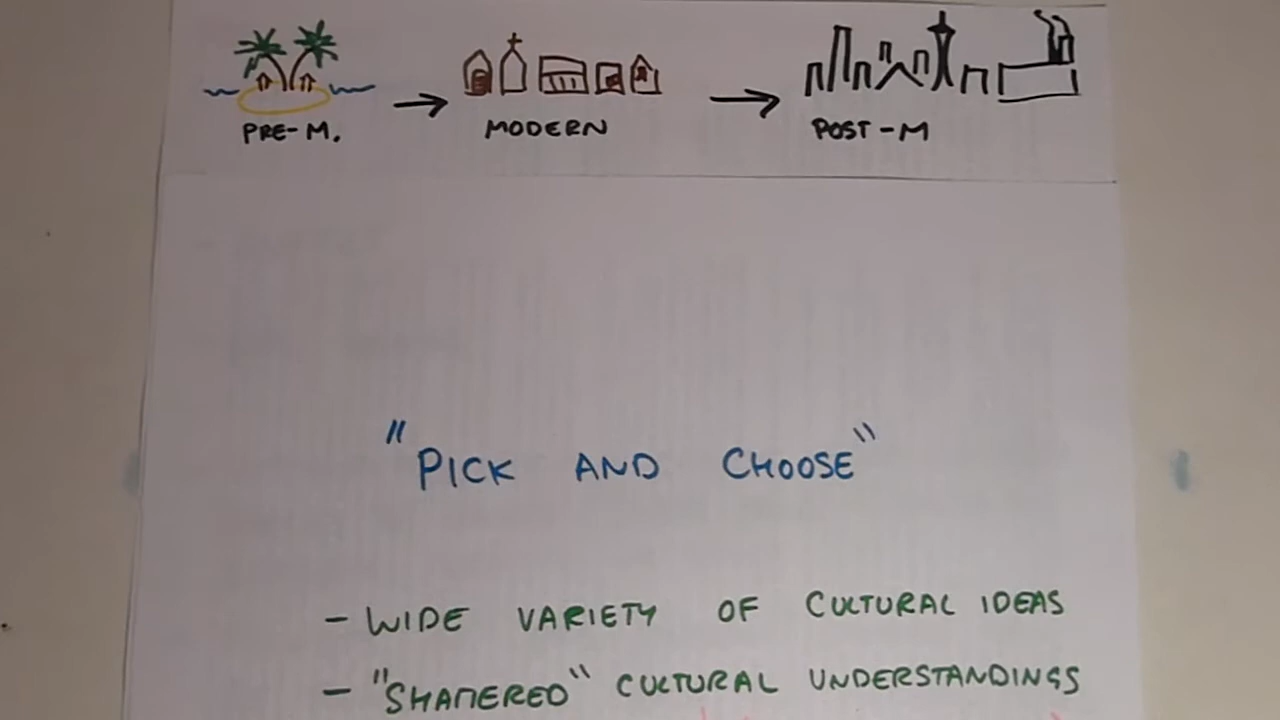 PRE-M.
MODERN
POST-M
"PICK AND CHOOSE"
- WIDE VARIETY OF CULTURAL IDEAS
- "SHATTERED" CULTURAL UNDERSTANDINGS